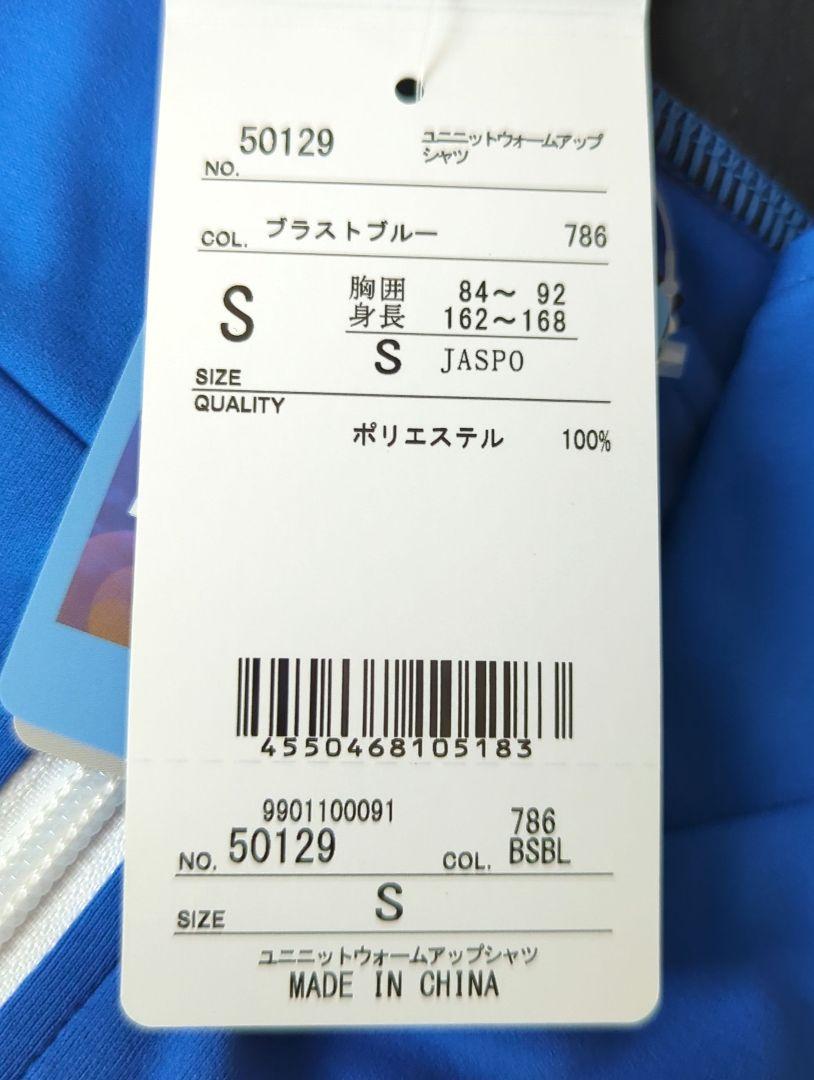 NO. 50129 ユニニットウォームアップ
シャツ
COL. ブラストブルー 786
S 胸囲 84～ 92
身長 162～168
SIZE S JASPO
QUALITY
ポリエステル 100%
4550468105183
9901100091 786
NO. 50129 COL. BSBL
SIZE S
ユニニットウォームアップシャツ
MADE IN CHINA